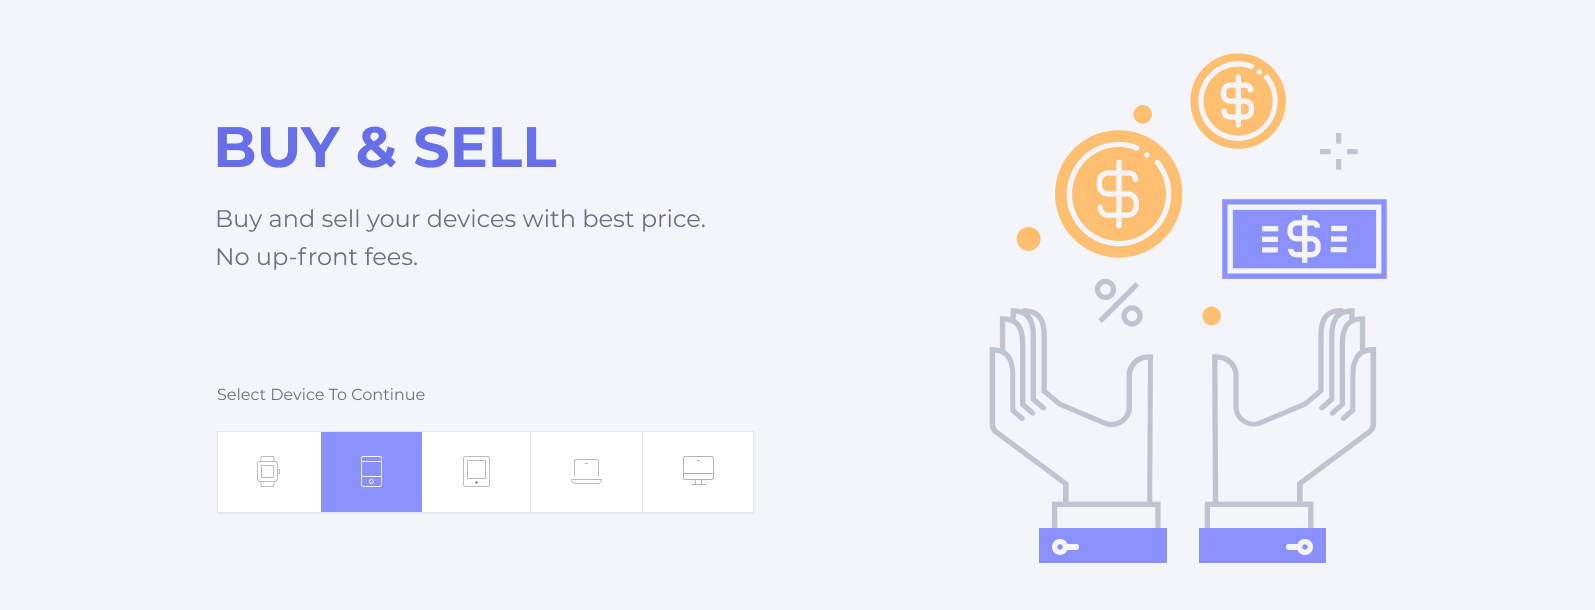 BUY & SELL
Buy and sell your devices with best price.
No up-front fees.
Select Device To Continue
$
$
$
%